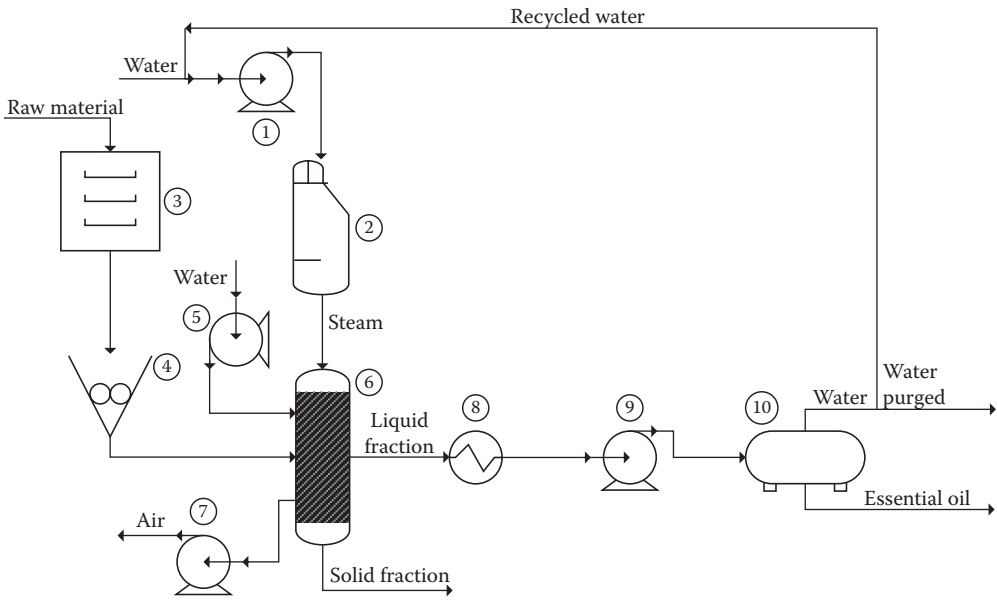 Recycled water
Water
1
Raw material
3
2
Water
5
Steam
4
6
Liquid
fraction
8
9
10
Water
Water
purged
Essential oil
7
Air
Solid fraction